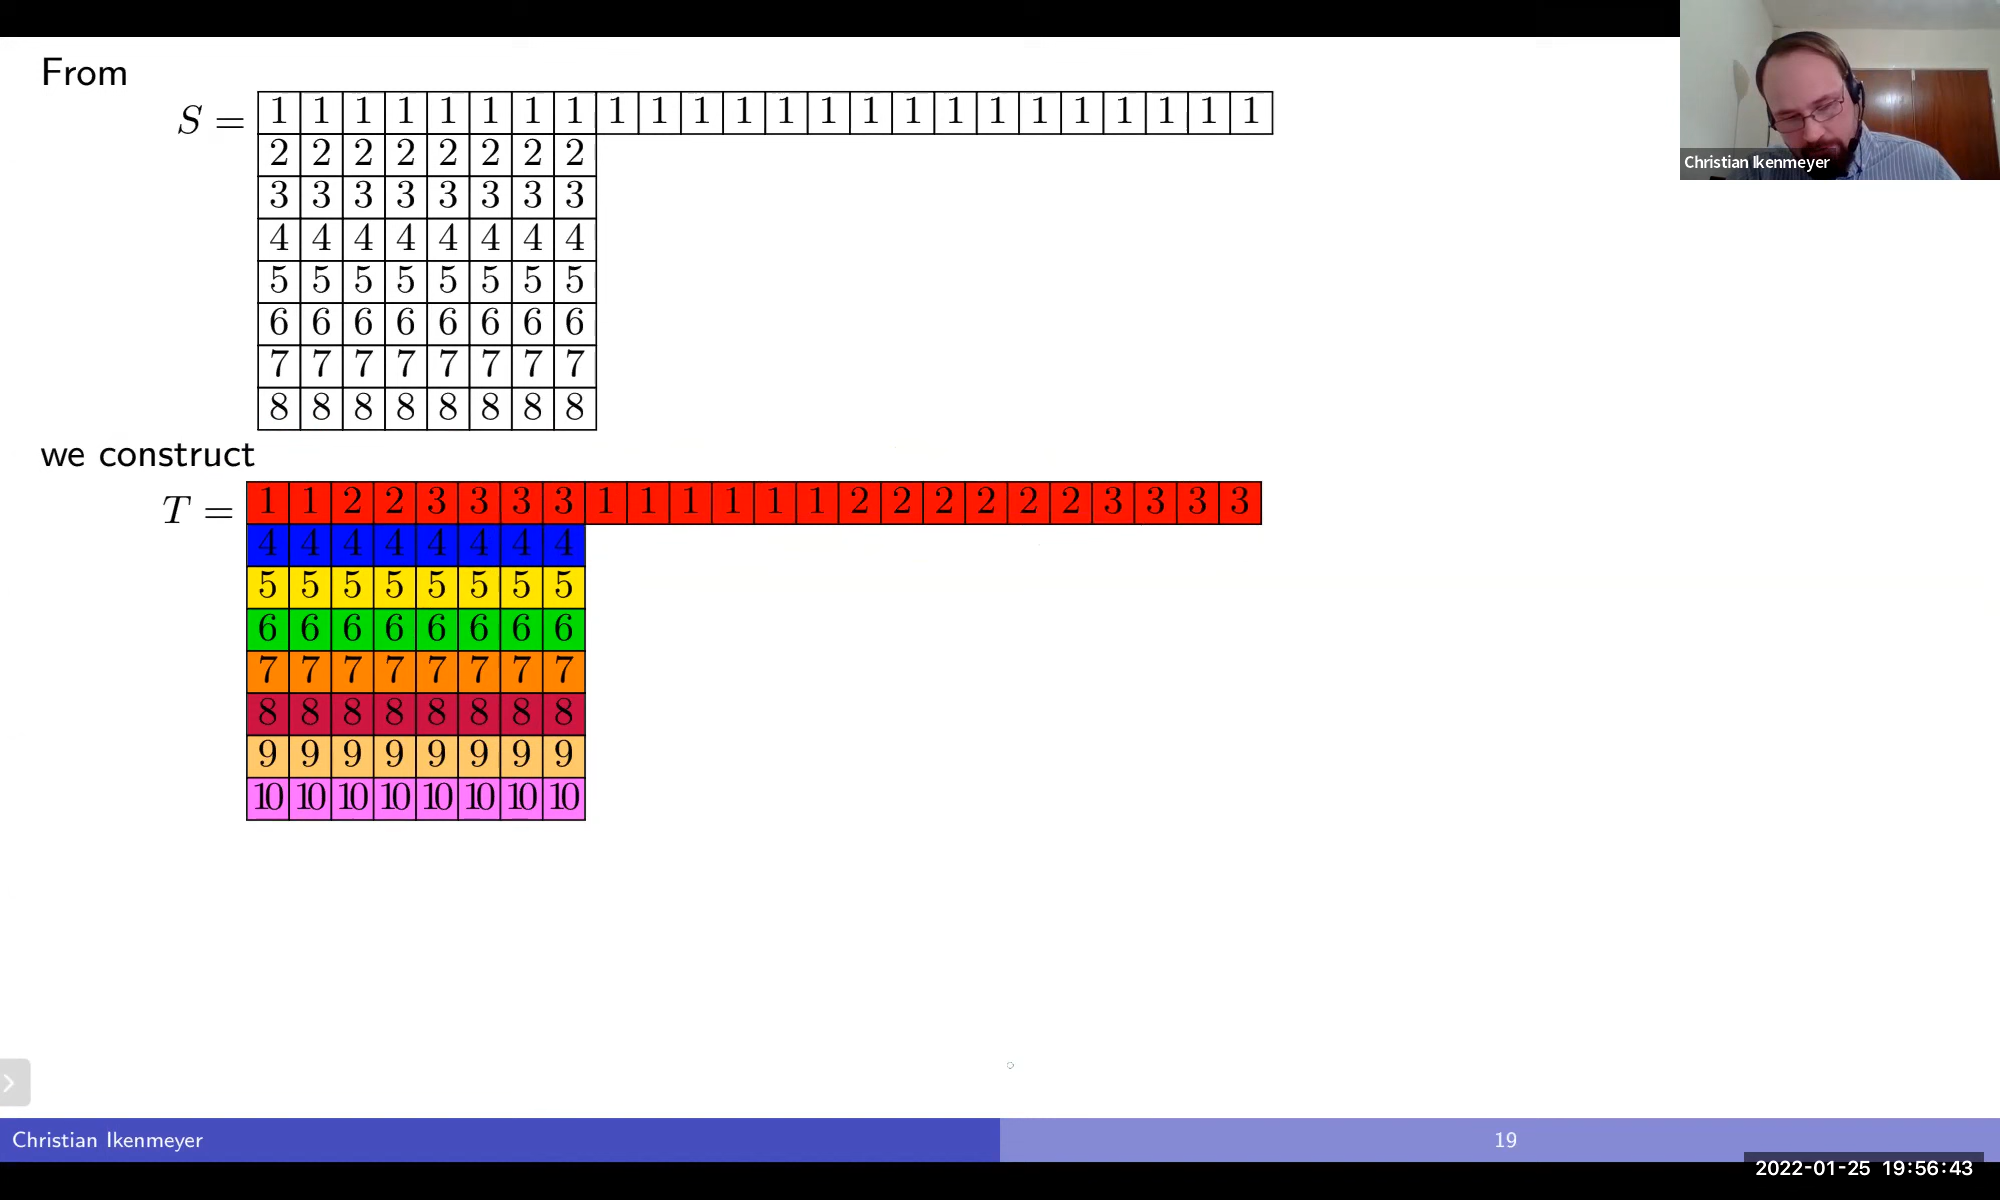 From
S = 1 1 1 1 1 1 1 1 1 1 1 1 1 1 1 1 1 1 1 1 1 1 1 1
2 2 2 2 2 2 2 2
3 3 3 3 3 3 3 3
4 4 4 4 4 4 4 4
5 5 5 5 5 5 5 5
6 6 6 6 6 6 6 6
7 7 7 7 7 7 7 7
8 8 8 8 8 8 8 8
we construct
T = 1 1 2 2 3 3 3 3 1 1 1 1 1 1 2 2 2 2 2 2 3 3 3 3
4 4 4 4 4 4 4 4
5 5 5 5 5 5 5 5
6 6 6 6 6 6 6 6
7 7 7 7 7 7 7 7
8 8 8 8 8 8 8 8
9 9 9 9 9 9 9 9
10 10 10 10 10 10 10 10
Christian Ikenmeyer
Christian Ikenmeyer 19
2022-01-25 19:56:43